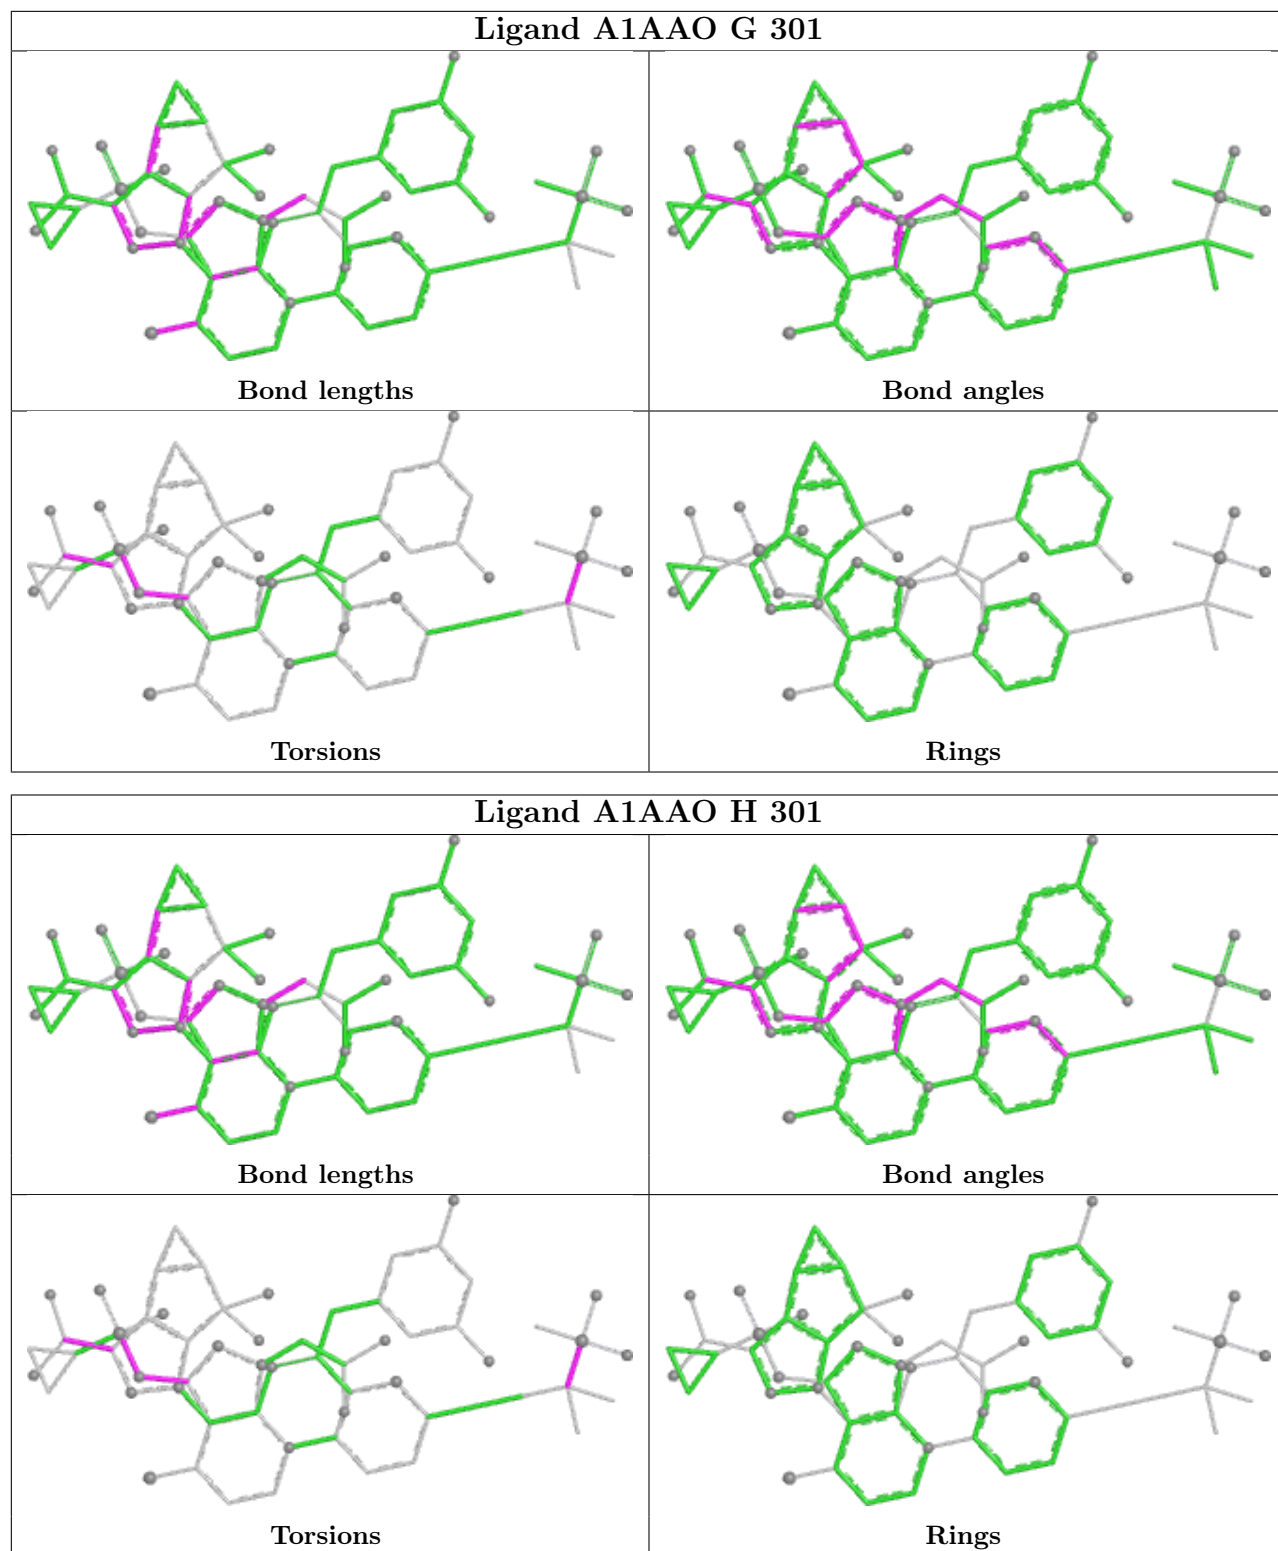 Ligand A1AAO G 301
Bond lengths
Bond angles
Torsions
Rings
Ligand A1AAO H 301
Bond lengths
Bond angles
Torsions
Rings